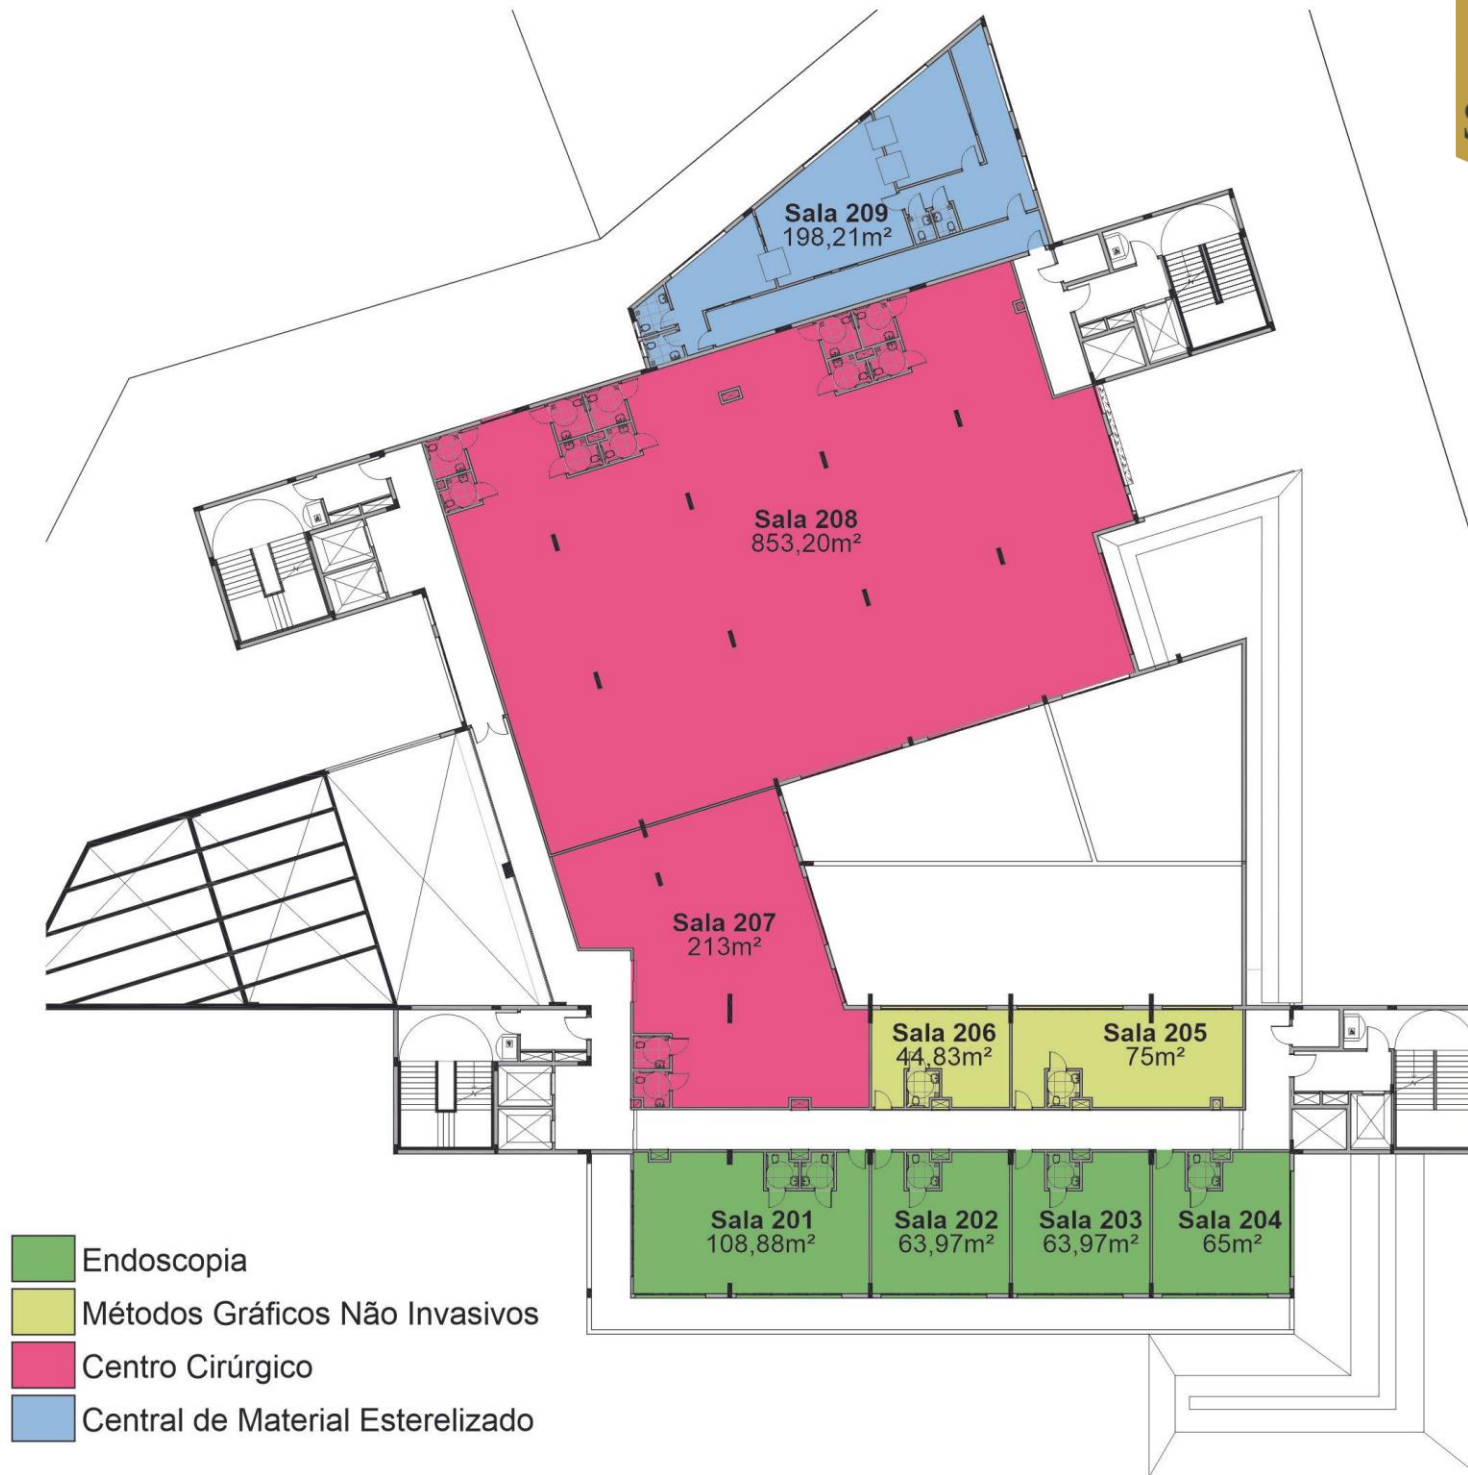 Sala 209
198,21m²
Sala 208
853,20m²
Sala 207
213m²
Sala 206
44,83m²
Sala 205
75m²
Sala 201
108,88m²
Sala 202
63,97m²
Sala 203
63,97m²
Sala 204
65m²
Endoscopia
Métodos Gráficos Não Invasivos
Centro Cirúrgico
Central de Material Esterelizado